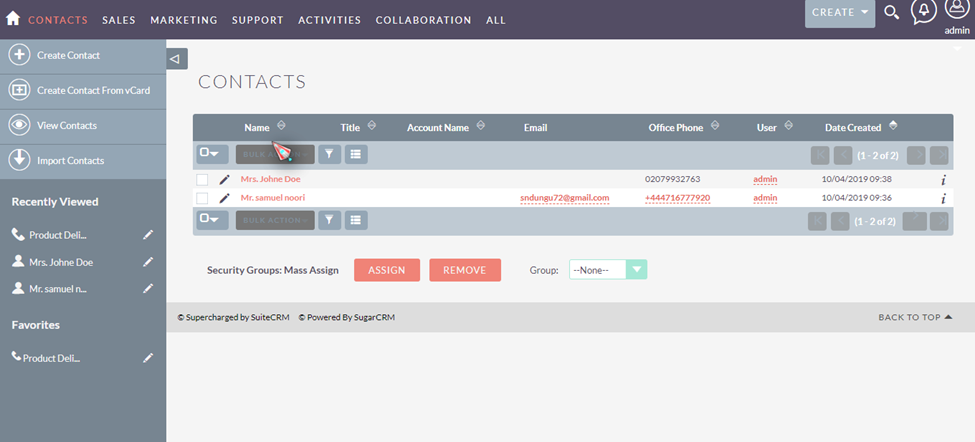 CONTACTS SALES MARKETING SUPPORT ACTIVITIES COLLABORATION ALL CREATE
admin
Create Contact
Create Contact From vCard
View Contacts
Import Contacts
Recently Viewed
Product Deli...
Mrs. Johne Doe
Mr. samuel n...
Favorites
Product Deli...
CONTACTS
Name Title Account Name Email Office Phone User Date Created
BULK ACTION (1 - 2 of 2)
Mrs. Johne Doe 02079932763 admin 10/04/2019 09:38
Mr. samuel noori sndungu72@gmail.com +444716777920 admin 10/04/2019 09:36
BULK ACTION (1 - 2 of 2)
Security Groups: Mass Assign ASSIGN REMOVE Group: --None--
© Supercharged by SuiteCRM © Powered By SugarCRM BACK TO TOP